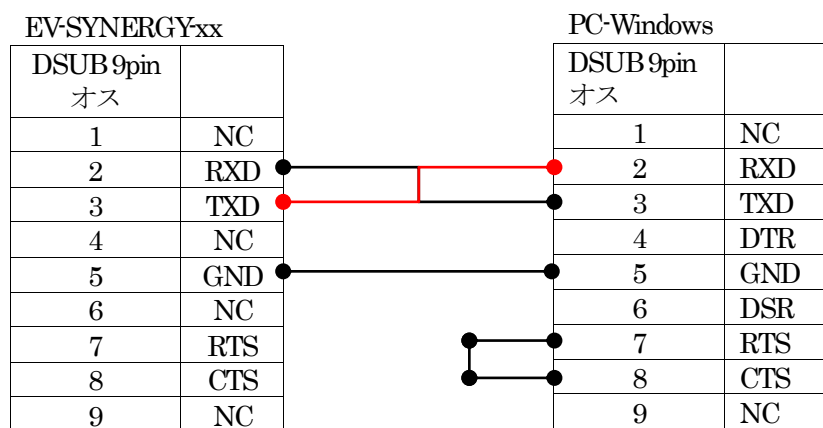 EV-SYNERGY-xx
DSUB 9pin
オス
1 NC
2 RXD
3 TXD
4 NC
5 GND
6 NC
7 RTS
8 CTS
9 NC
PC-Windows
DSUB 9pin
オス
1 NC
2 RXD
3 TXD
4 DTR
5 GND
6 DSR
7 RTS
8 CTS
9 NC